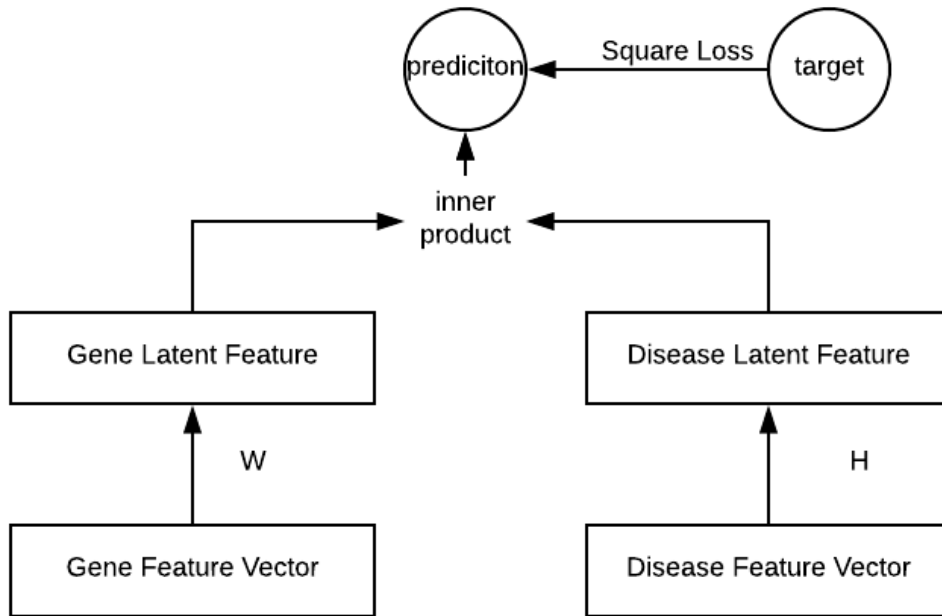 prediciton
Square Loss
target
inner
product
Gene Latent Feature
Disease Latent Feature
W
H
Gene Feature Vector
Disease Feature Vector